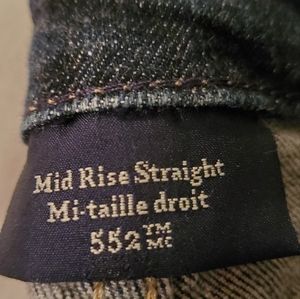 Mid Rise Straight
Mi-taille droit
552 TM MC